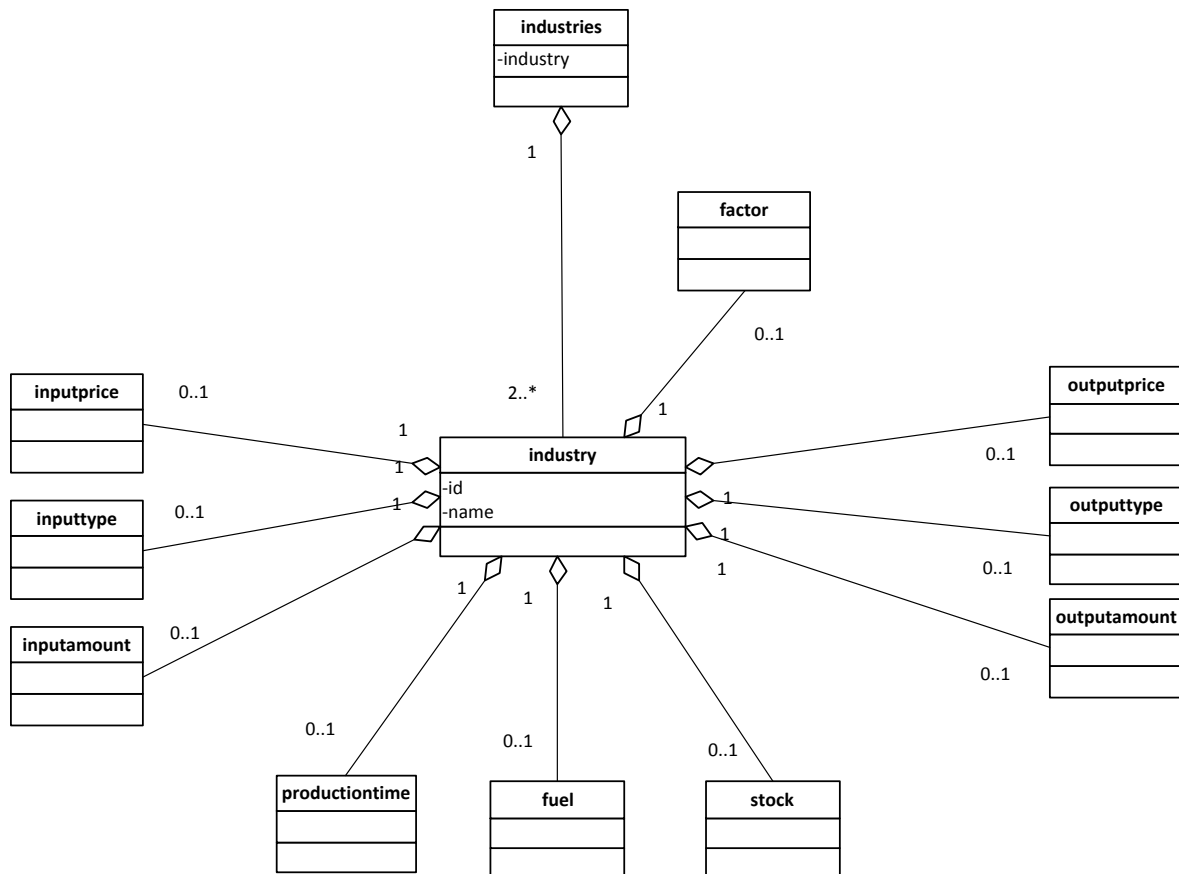 industries
-industry
1
factor
0..1
2..*
1
inputprice
0..1
1
1
outputprice
0..1
industry
-id
-name
inputtype
0..1
1
1
outputtype
0..1
1
inputamount
0..1
1
outputamount
0..1
1
1
1
0..1
0..1
0..1
productiontime
fuel
stock